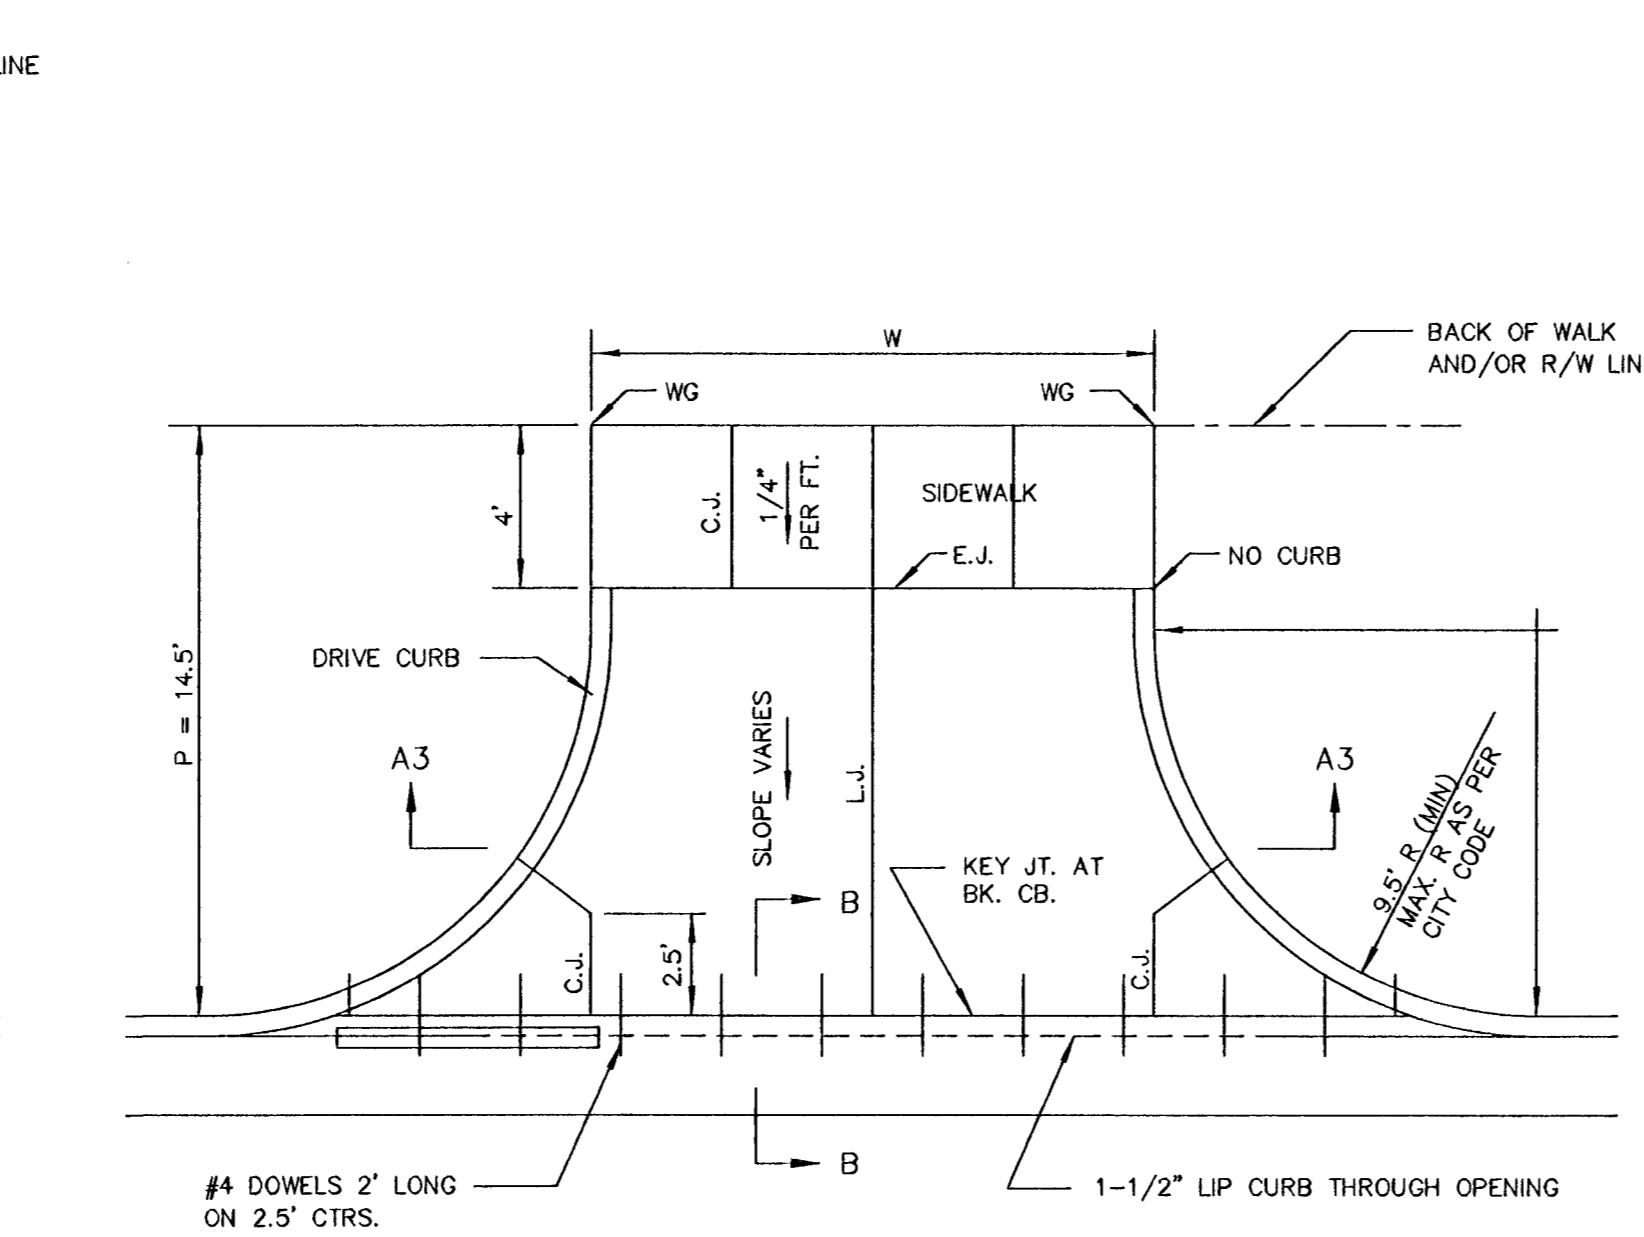 LINE
W
BACK OF WALK
AND/OR R/W LIN
WG
WG
4'
C.J.
1/4"
PER FT.
SIDEWALK
E.J.
NO CURB
P = 14.5'
DRIVE CURB
A3
SLOPE VARIES
L.J.
A3
9.5' R (MIN)
MAX. R AS PER
CITY CODE
KEY JT. AT
BK. CB.
B
C.J.
2.5'
C.J.
B
#4 DOWELS 2' LONG
ON 2.5' CTRS.
1-1/2" LIP CURB THROUGH OPENING